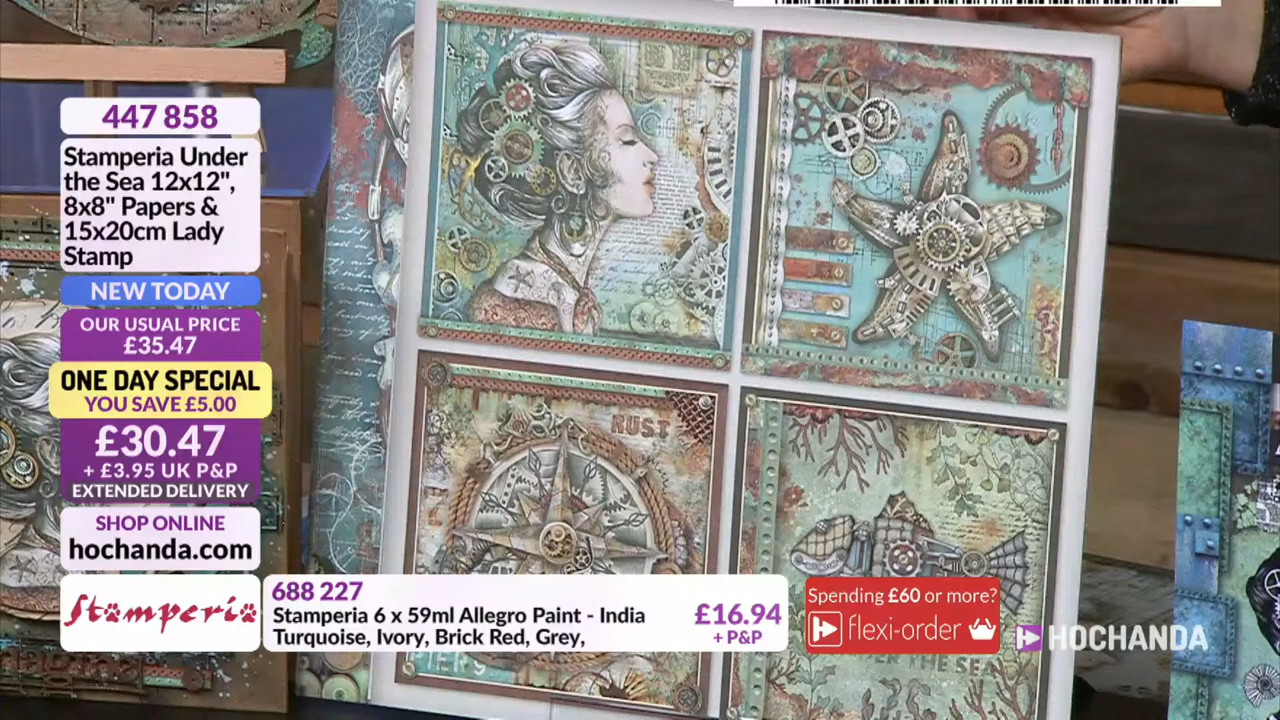 447 858
Stamperia Under
the Sea 12x12",
8x8" Papers &
15x20cm Lady
Stamp
NEW TODAY
OUR USUAL PRICE
£35.47
ONE DAY SPECIAL
YOU SAVE £5.00
£30.47
+ £3.95 UK P&P
EXTENDED DELIVERY
SHOP ONLINE
hochanda.com
Stamperia
688 227
Stamperia 6 x 59ml Allegro Paint - India
Turquoise, Ivory, Brick Red, Grey,
£16.94
+ P&P
Spending £60 or more?
flexi-order
HOCHANDA
RUST
THE SEA